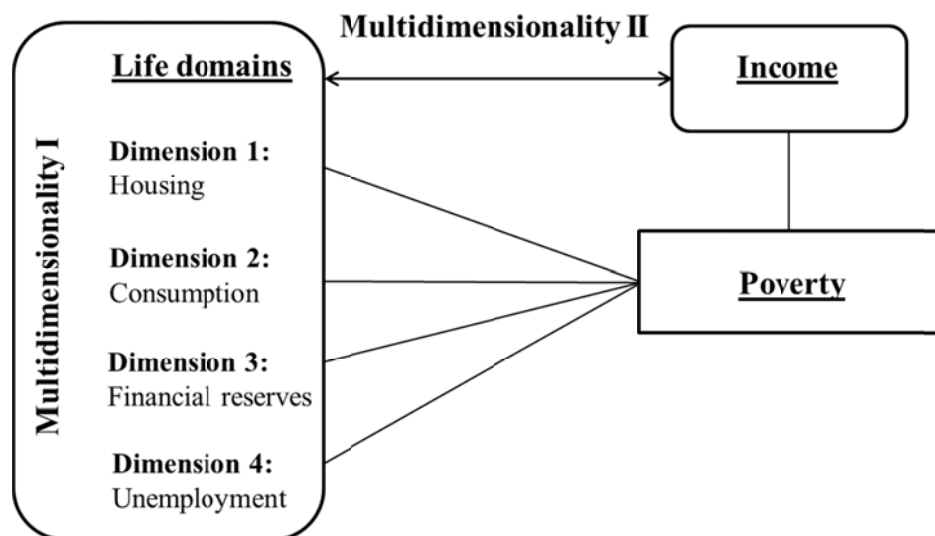 Multidimensionality II
Life domains
Income
Multidimensionality I
Dimension 1:
Housing
Dimension 2:
Consumption
Poverty
Dimension 3:
Financial reserves
Dimension 4:
Unemployment